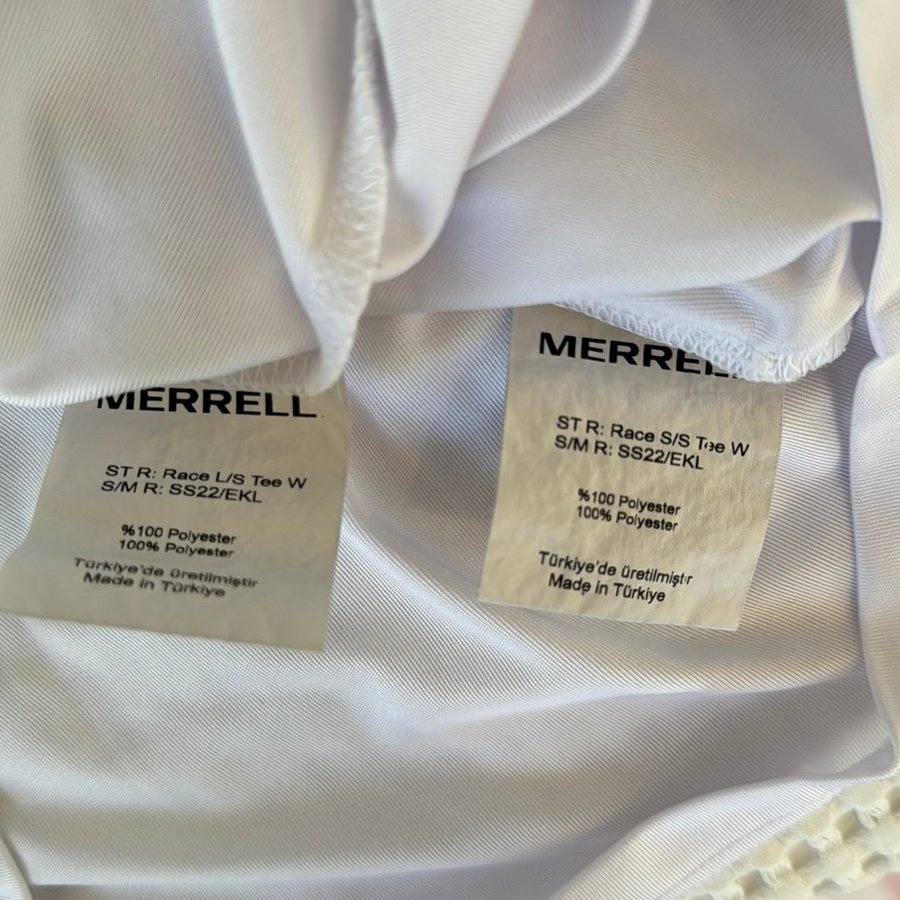 MERRELL
ST R: Race L/S Tee W
S/M R: SS22/EKL
%100 Polyester
100% Polyester
Türkiye'de üretilmiştir
Made in Türkiye
MERREL
ST R: Race S/S Tee W
S/M R: SS22/EKL
%100 Polyester
100% Polyester
Türkiye'de üretilmiştir
Made in Türkiye